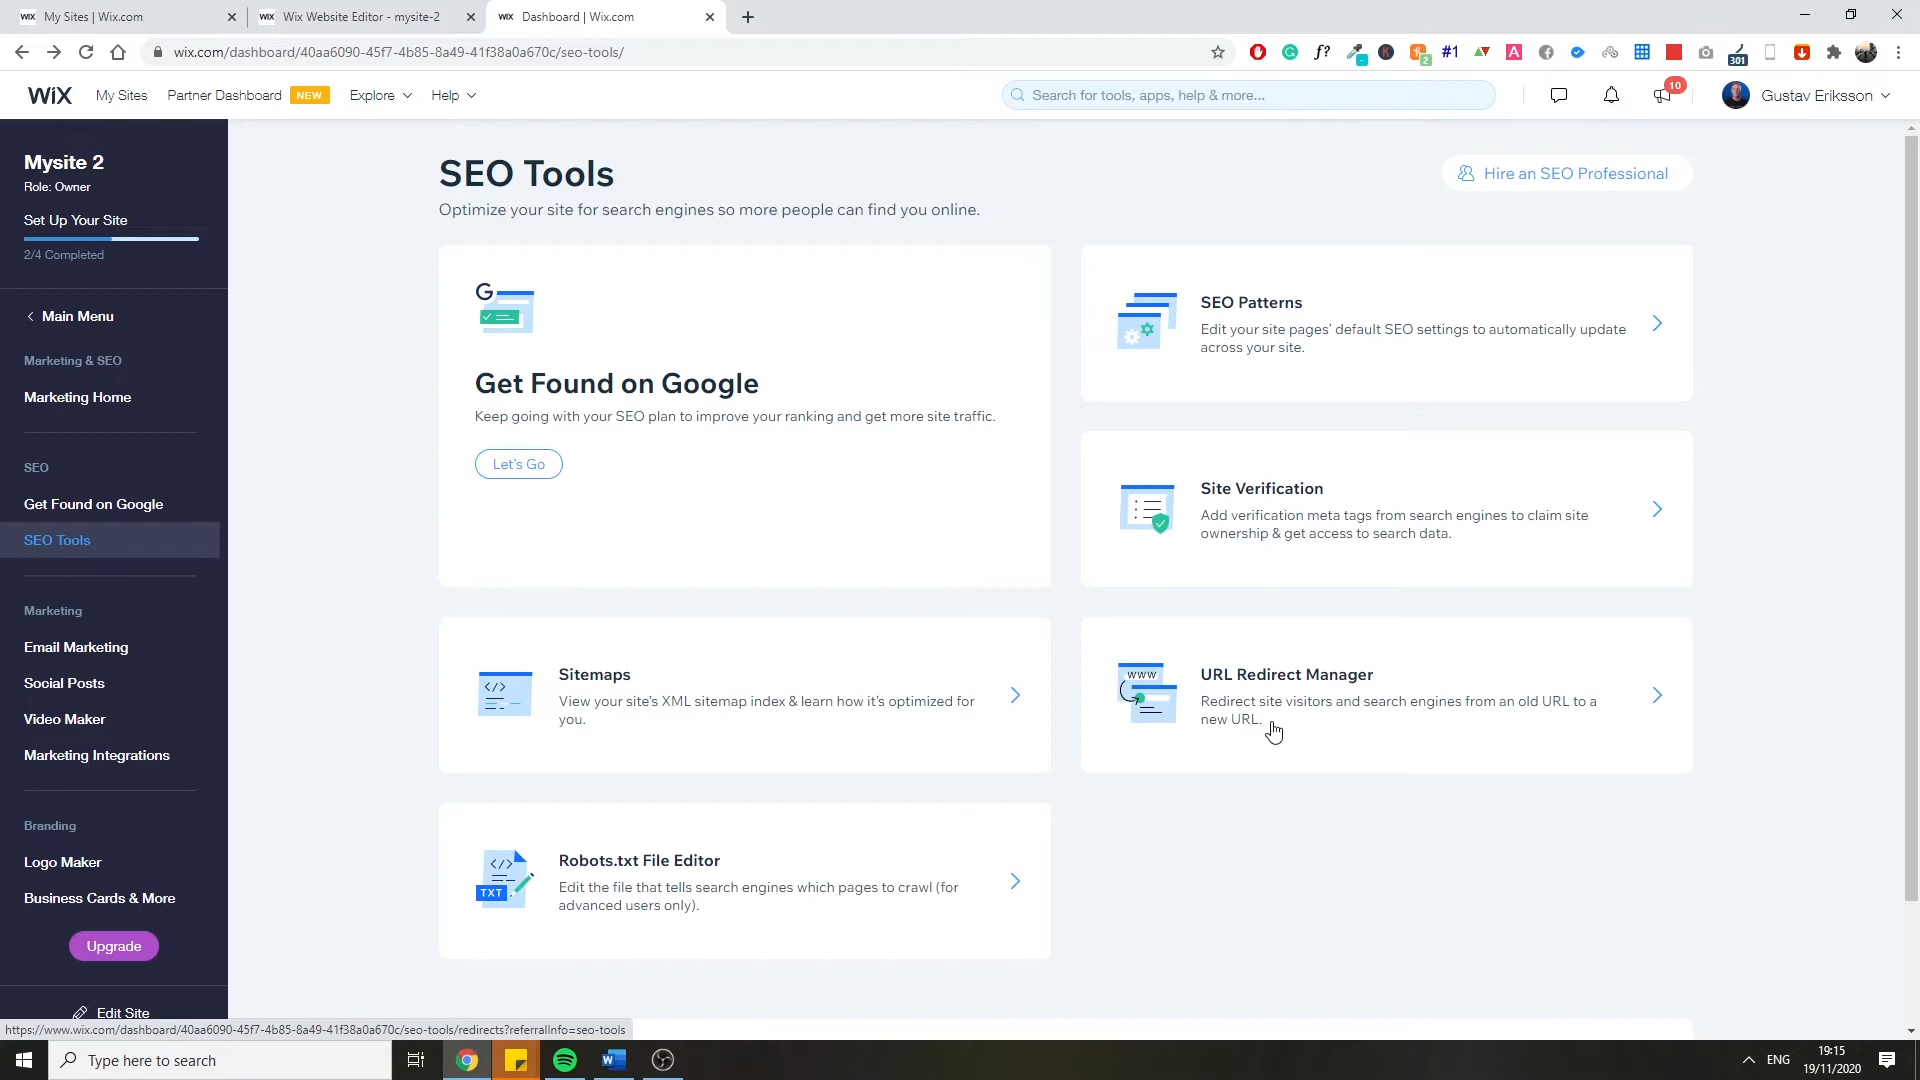 WiX My Sites | Wix.com
WiX Wix Website Editor - mysite-2
WiX Dashboard | Wix.com
wix.com/dashboard/40aa6090-45f7-4b85-8a49-41f38a0a670c/seo-tools/
f?
2
#1
A
301
WiX
My Sites
Partner Dashboard NEW
Explore
Help
Search for tools, apps, help & more...
10
Gustav Eriksson
Mysite 2
Role: Owner
Set Up Your Site
2/4 Completed
Main Menu
Marketing & SEO
Marketing Home
SEO
Get Found on Google
SEO Tools
Marketing
Email Marketing
Social Posts
Video Maker
Marketing Integrations
Branding
Logo Maker
Business Cards & More
Upgrade
Edit Site
SEO Tools
Optimize your site for search engines so more people can find you online.
Hire an SEO Professional
G
Get Found on Google
Keep going with your SEO plan to improve your ranking and get more site traffic.
Let's Go
SEO Patterns
Edit your site pages' default SEO settings to automatically update
across your site.
Site Verification
Add verification meta tags from search engines to claim site
ownership & get access to search data.
</>
Sitemaps
View your site's XML sitemap index & learn how it's optimized for
you.
WWW
URL Redirect Manager
Redirect site visitors and search engines from an old URL to a
new URL.
</>
TXT
Robots.txt File Editor
Edit the file that tells search engines which pages to crawl (for
advanced users only).
https://www.wix.com/dashboard/40aa6090-45f7-4b85-8a49-41f38a0a670c/seo-tools/redirects?referralInfo=seo-tools
Type here to search
W
ENG
19:15
19/11/2020